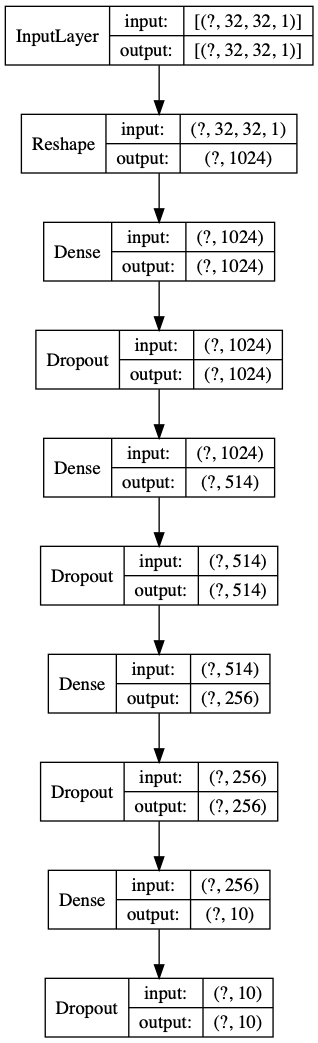 InputLayer
input: [(?, 32, 32, 1)]
output: [(?, 32, 32, 1)]
Reshape
input: (?, 32, 32, 1)
output: (?, 1024)
Dense
input: (?, 1024)
output: (?, 1024)
Dropout
input: (?, 1024)
output: (?, 1024)
Dense
input: (?, 1024)
output: (?, 514)
Dropout
input: (?, 514)
output: (?, 514)
Dense
input: (?, 514)
output: (?, 256)
Dropout
input: (?, 256)
output: (?, 256)
Dense
input: (?, 256)
output: (?, 10)
Dropout
input: (?, 10)
output: (?, 10)